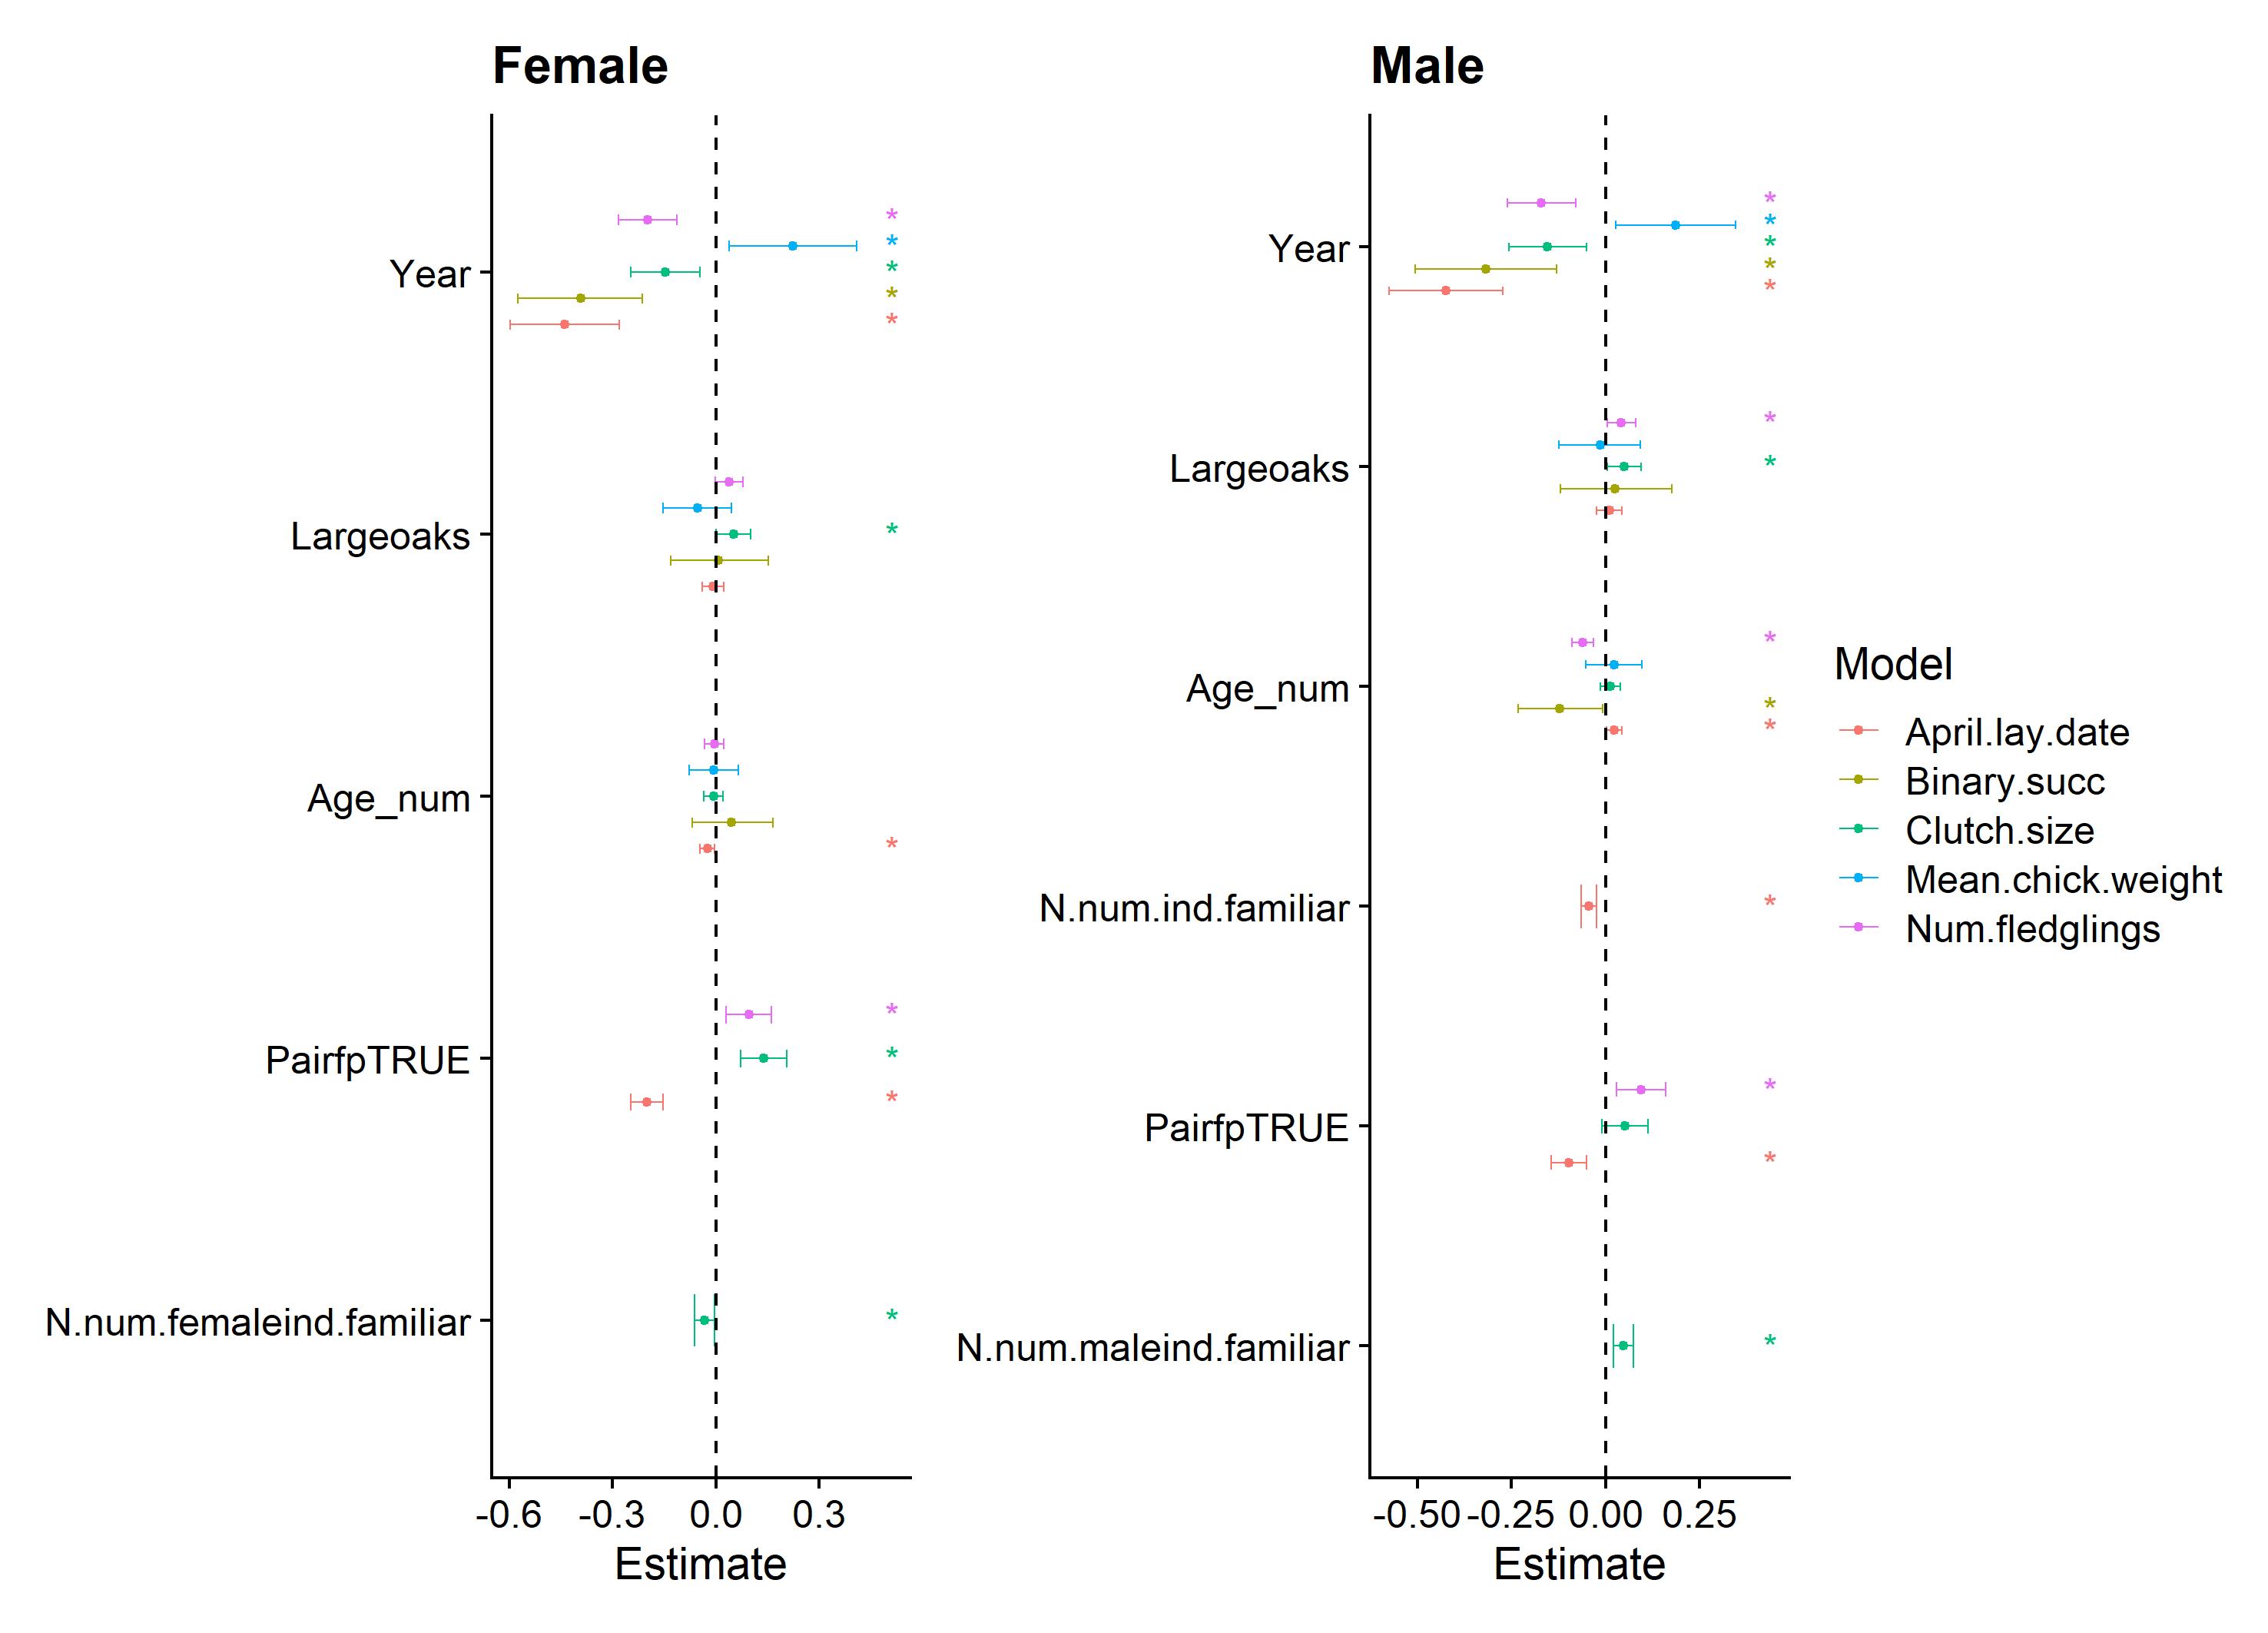 Female
Year
Largeoaks
Age_num
PairfpTRUE
N.num.femaleind.familiar
* * * * *
*
*
* * *
*
-0.6 -0.3 0.0 0.3
Estimate
Male
Year
Largeoaks
Age_num
N.num.ind.familiar
PairfpTRUE
N.num.maleind.familiar
* * * * *
* *
* * *
*
* *
*
-0.50 -0.25 0.00 0.25
Estimate
Model
April.lay.date
Binary.succ
Clutch.size
Mean.chick.weight
Num.fledglings